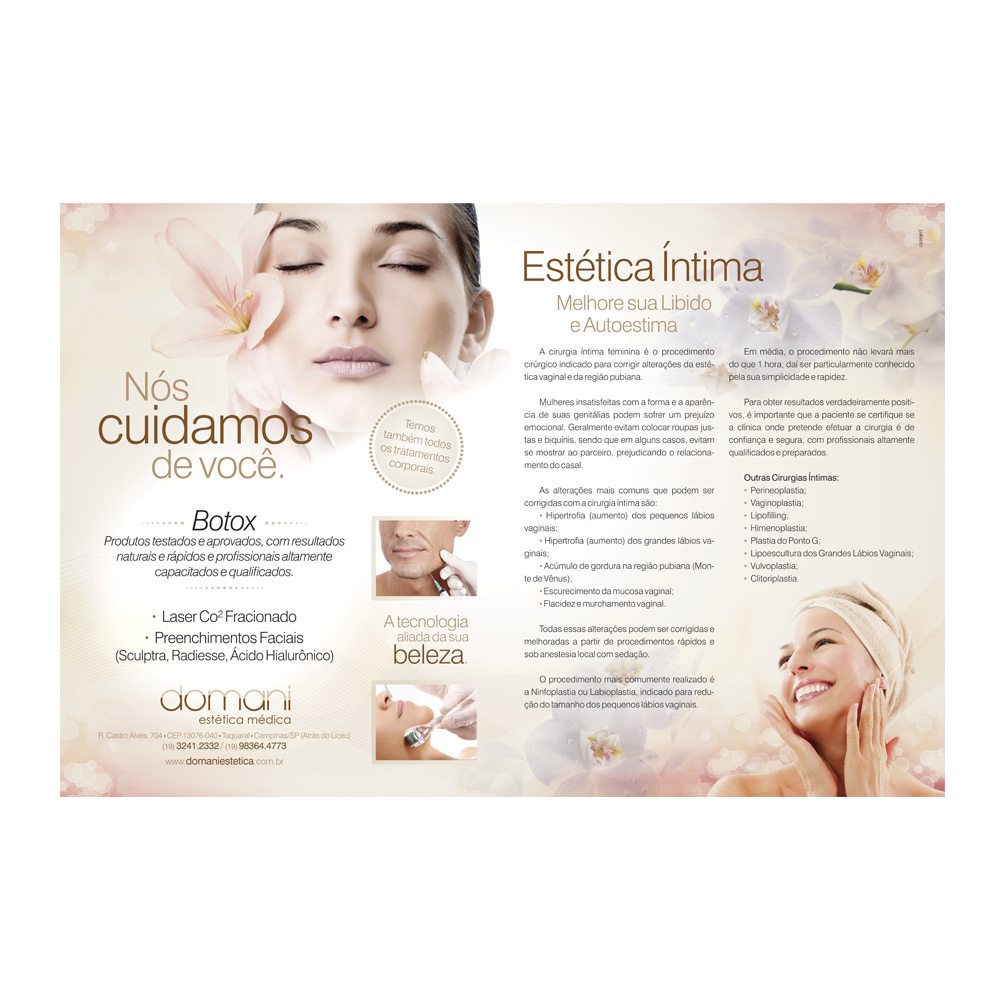 Nós
cuidamos
de você.
Temos
também todos
os tratamentos
corporais.
Botox
Produtos testados e aprovados, com resultados
naturais e rápidos e profissionais altamente
capacitados e qualificados.
• Laser Co² Fracionado
• Preenchimentos Faciais
(Sculptra, Radiesse, Ácido Hialurônico)
A tecnologia
aliada da sua
beleza.
domani
estética médica
R. Castro Alves, 704 • CEP 13076-040 • Taquaral • Campinas/SP (Atrás do Liceu)
(19) 3241.2332 / (19) 98364.4773
www.domaniestetica.com.br
Estética Íntima
Melhore sua Libido
e Autoestima
A cirurgia íntima feminina é o procedimento
cirúrgico indicado para corrigir alterações da esté-
tica vaginal e da região pubiana.
Mulheres insatisfeitas com a forma e a aparên-
cia de suas genitálias podem sofrer um prejuízo
emocional. Geralmente evitam colocar roupas jus-
tas e biquínis, sendo que em alguns casos, evitam
se mostrar ao parceiro, prejudicando o relaciona-
mento do casal.
As alterações mais comuns que podem ser
corrigidas com a cirurgia íntima são:
• Hipertrofia (aumento) dos pequenos lábios
vaginais;
• Hipertrofia (aumento) dos grandes lábios va-
ginais;
• Acúmulo de gordura na região pubiana (Mon-
te de Vênus);
• Escurecimento da mucosa vaginal;
• Flacidez e murchamento vaginal.
Todas essas alterações podem ser corrigidas e
melhoradas a partir de procedimentos rápidos e
sob anestesia local com sedação.
O procedimento mais comumente realizado é
a Ninfoplastia ou Labioplastia, indicado para redu-
ção do tamanho dos pequenos lábios vaginais.
Em média, o procedimento não levará mais
do que 1 hora, daí ser particularmente conhecido
pela sua simplicidade e rapidez.
Para obter resultados verdadeiramente positi-
vos, é importante que a paciente se certifique se
a clínica onde pretende efetuar a cirurgia é de
confiança e segura, com profissionais altamente
qualificados e preparados.
Outras Cirurgias Íntimas:
• Perineoplastia;
• Vaginoplastia;
• Lipofilling;
• Himenoplastia;
• Plastia do Ponto G;
• Lipoescultura dos Grandes Lábios Vaginais;
• Vulvoplastia;
• Clitoriplastia.